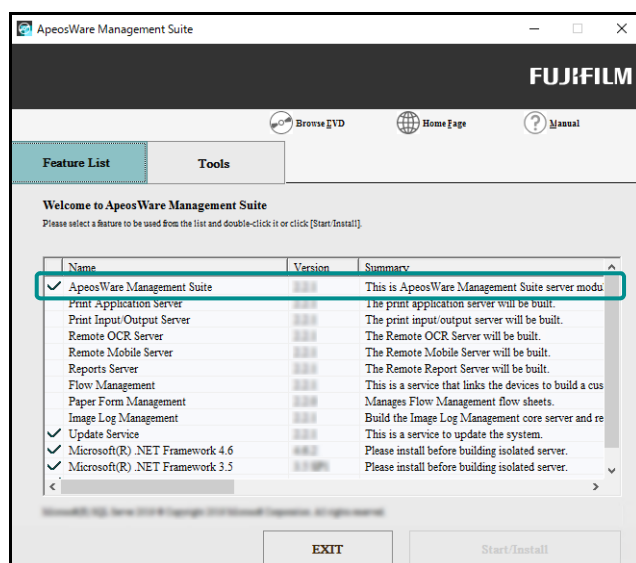 ApeosWare Management Suite
FUJIFILM
Browse DVD Home Page Manual
Feature List Tools
Welcome to ApeosWare Management Suite
Please select a feature to be used from the list and double-click it or click [Start/Install].
Name Version Summary
ApeosWare Management Suite This is ApeosWare Management Suite server modu
Print Application Server The print application server will be built.
Print Input/Output Server The print input/output server will be built.
Remote OCR Server The Remote OCR Server will be built.
Remote Mobile Server The Remote Mobile Server will be built.
Reports Server The Remote Report Server will be built.
Flow Management This is a service that links the devices to build a cus
Paper Form Management Manages Flow Management flow sheets.
Image Log Management Build the Image Log Management core server and re
Update Service This is a service to update the system.
Microsoft(R) .NET Framework 4.6 Please install before building isolated server.
Microsoft(R) .NET Framework 3.5 Please install before building isolated server.
EXIT Start/Install